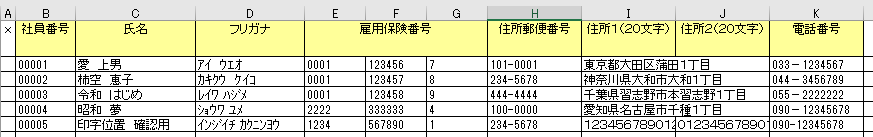 A B C D E F G H I J K
× 社員番号 氏名 フリガナ 雇用保険番号 住所郵便番号 住所1(20文字) 住所2(20文字) 電話番号
00001 愛 上男 アイ ウエオ 0001 123456 7 101-0001 東京都大田区蒲田1丁目 033-1234567
00002 柿空 恵子 カキクウ ケイコ 0001 123457 8 234-5678 神奈川県大和市大和1丁目 044-3456789
00003 令和 はじめ レイワ ハジメ 0001 123458 9 444-4444 千葉県習志野市本習志野1丁目 055-2222222
00004 昭和 夢 ショウワ ユメ 2222 333333 4 100-0000 愛知県名古屋市千種1丁目 090-12345678
00005 印字位置 確認用 インジイチ カクニンヨウ 1234 567890 1 234-5678 1234567890120 12345678901 090-12345678